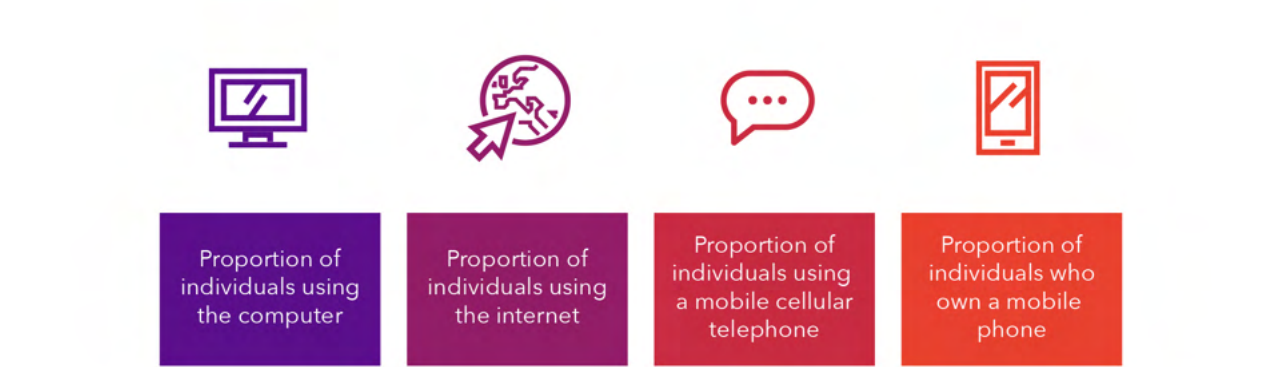 Proportion of
individuals using
the computer
Proportion of
individuals using
the internet
Proportion of
individuals using
a mobile cellular
telephone
Proportion of
individuals who
own a mobile
phone